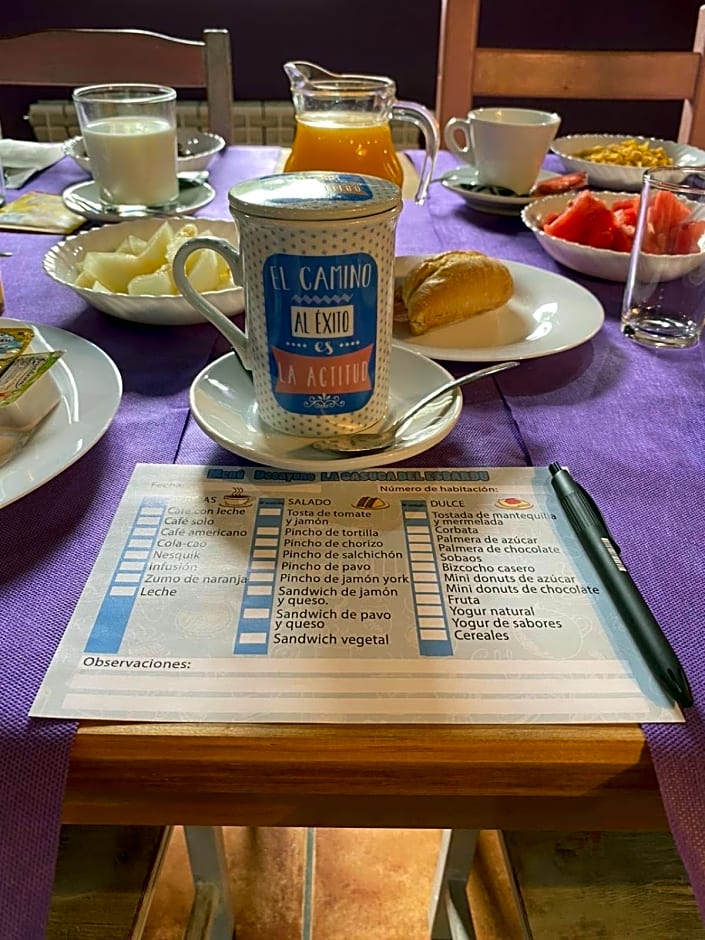 EL CAMINO
AL ÉXITO
es
LA ACTITUD
Menú Desayuno LA CASUCA DEL ESBARDU
Fecha:
Número de habitación:
Café con leche
Café solo
Café americano
Cola-cao
Nesquik
Infusión
Zumo de naranja
Leche
SALADO
Tosta de tomate
y jamón
Pincho de tortilla
Pincho de chorizo
Pincho de salchichón
Pincho de pavo
Pincho de jamón york
Sandwich de jamón
y queso.
Sandwich de pavo
y queso
Sandwich vegetal
DULCE
Tostada de mantequilla
y mermelada
Corbata
Palmera de azúcar
Palmera de chocolate
Sobaos
Bizcocho casero
Mini donuts de azúcar
Mini donuts de chocolate
Fruta
Yogur natural
Yogur de sabores
Cereales
Observaciones: